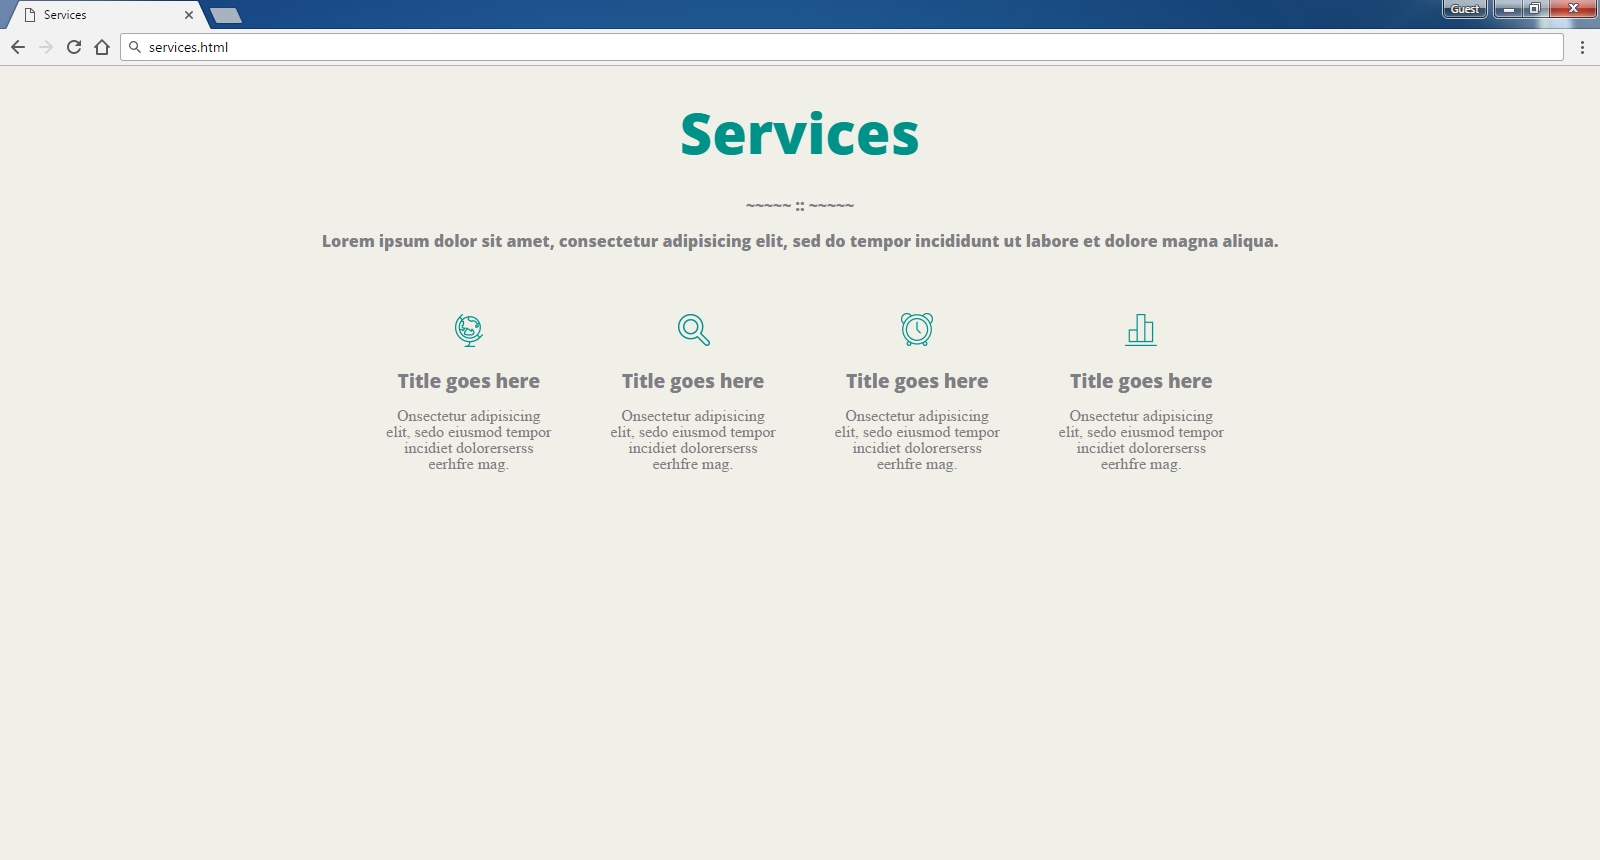 Services
Guest
services.html
Services
~~~~~ :: ~~~~~
Lorem ipsum dolor sit amet, consectetur adipisicing elit, sed do tempor incididunt ut labore et dolore magna aliqua.
Title goes here
Onsectetur adipisicing
elit, sedo eiusmod tempor
incidiet dolorerserss
eerhfre mag.
Title goes here
Onsectetur adipisicing
elit, sedo eiusmod tempor
incidiet dolorerserss
eerhfre mag.
Title goes here
Onsectetur adipisicing
elit, sedo eiusmod tempor
incidiet dolorerserss
eerhfre mag.
Title goes here
Onsectetur adipisicing
elit, sedo eiusmod tempor
incidiet dolorerserss
eerhfre mag.